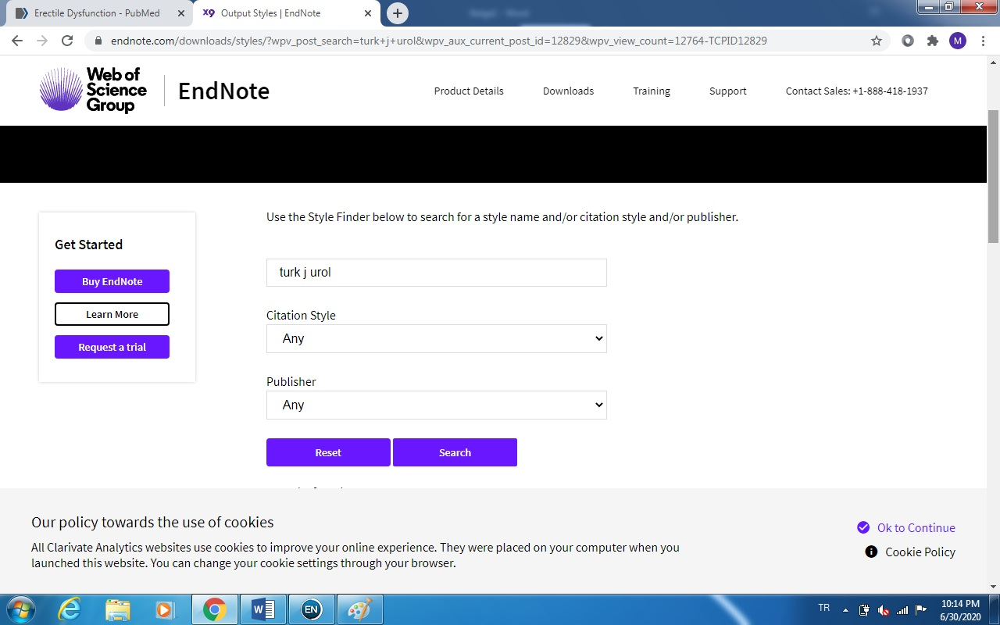 Erectile Dysfunction - PubMed
X9 Output Styles | EndNote
endnote.com/downloads/styles/?wpv_post_search=turk+j+urol&wpv_aux_current_post_id=12829&wpv_view_count=12764-TCPID12829
M
Web of
Science
Group
EndNote
Product Details
Downloads
Training
Support
Contact Sales: +1-888-418-1937
Use the Style Finder below to search for a style name and/or citation style and/or publisher.
Get Started
Buy EndNote
Learn More
Request a trial
turk j urol
Citation Style
Any
Publisher
Any
Reset
Search
Our policy towards the use of cookies
All Clarivate Analytics websites use cookies to improve your online experience. They were placed on your computer when you
launched this website. You can change your cookie settings through your browser.
Ok to Continue
Cookie Policy
W
EN
TR
10:14 PM
6/30/2020